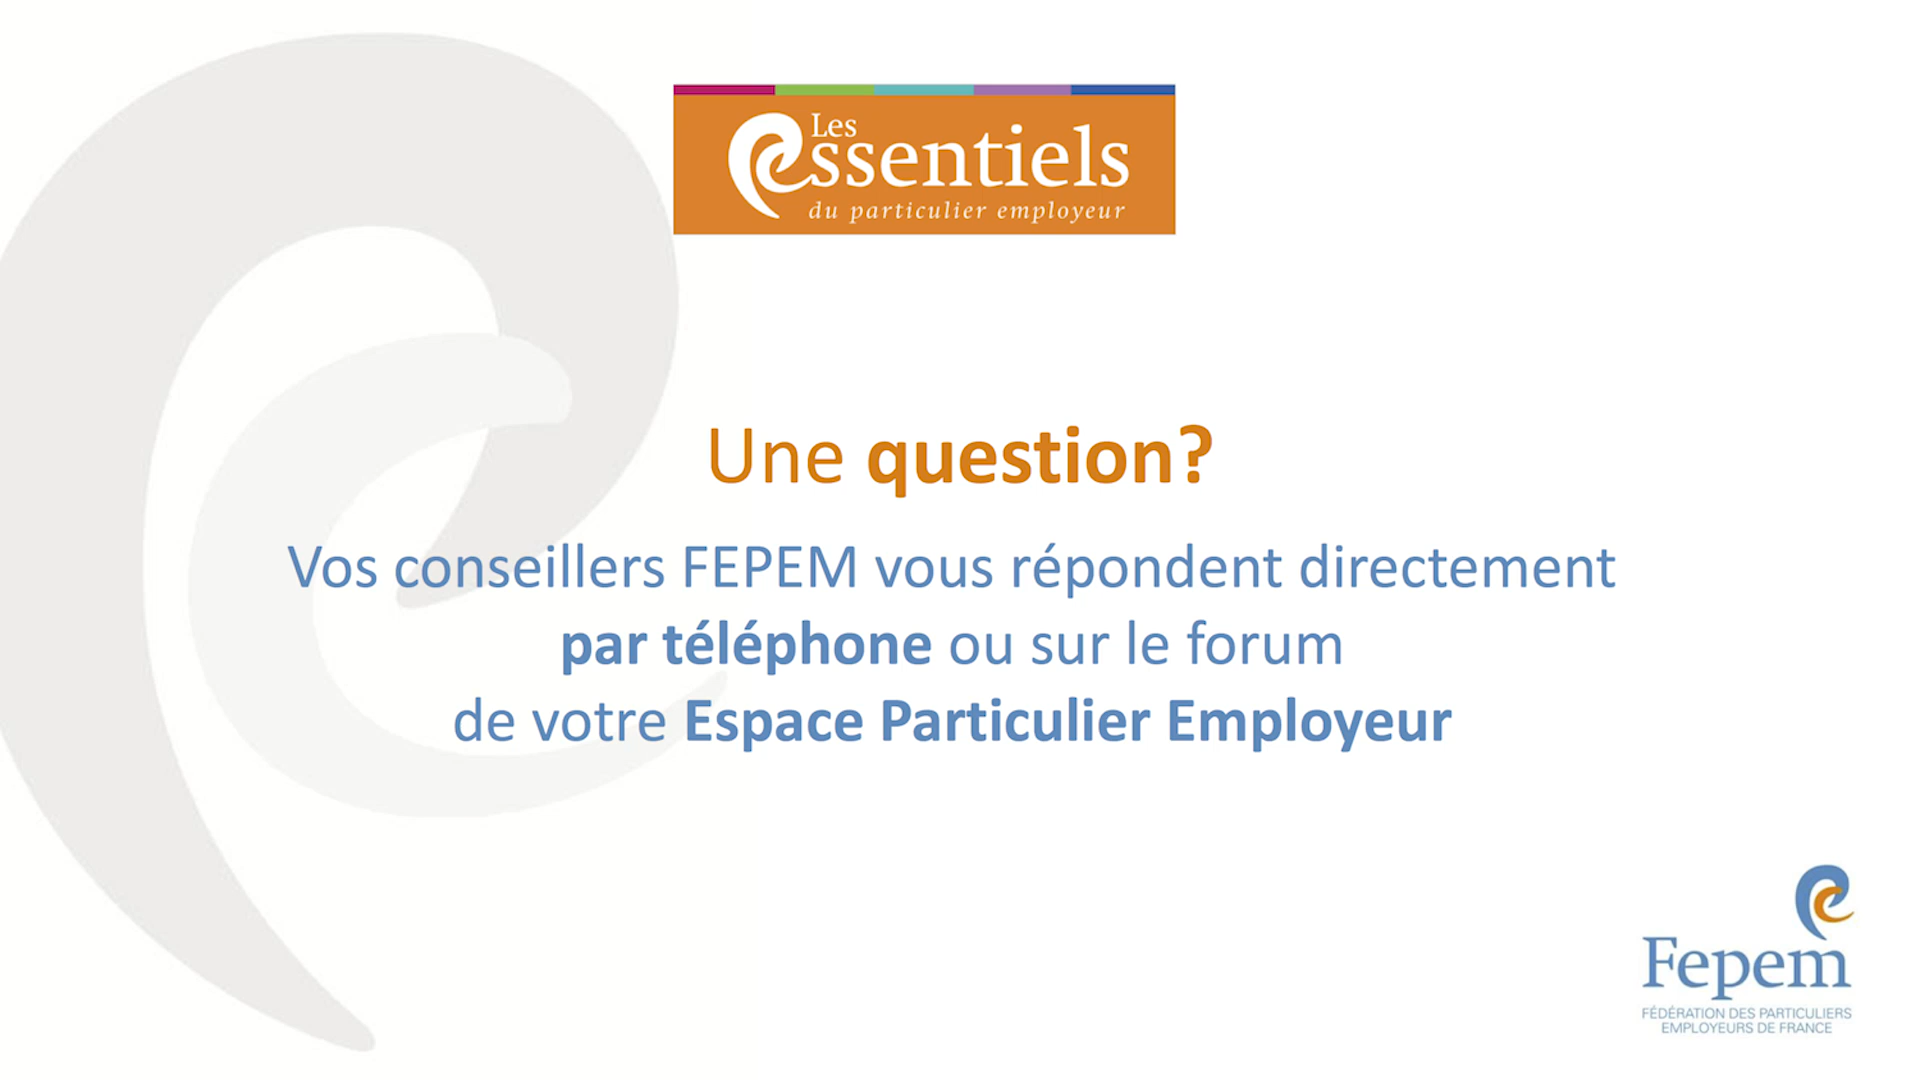 Les
essentiels
du particulier employeur
Une question?
Vos conseillers FEPEM vous répondent directement
par téléphone ou sur le forum
de votre Espace Particulier Employeur
Fepem
FÉDÉRATION DES PARTICULIERS
EMPLOYEURS DE FRANCE